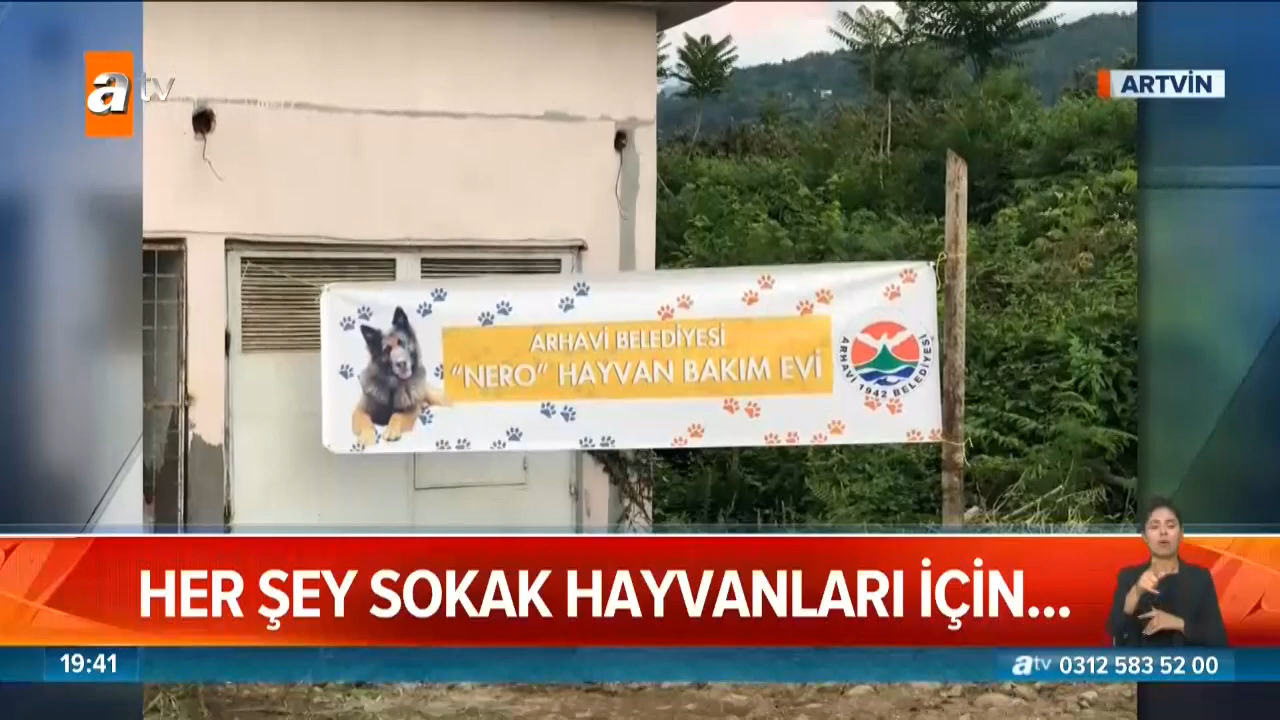 atv
ARTVİN
ARHAVİ BELEDİYESİ
"NERO" HAYVAN BAKIM EVİ
ARHAVİ 1942 BELEDİYESİ
HER ŞEY SOKAK HAYVANLARI İÇİN...
19:41
atv 0312 583 52 00